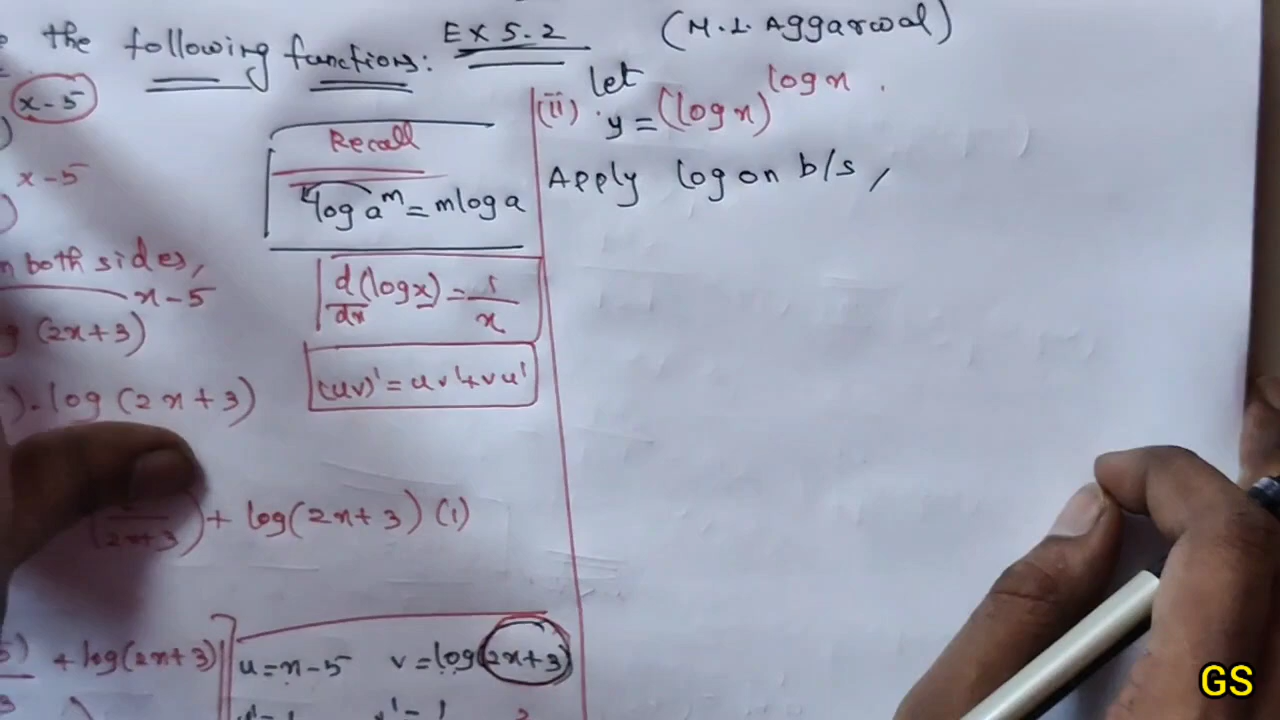 the following functions: EX 5.2 (M.L. Aggarwal)
x-5
x-5
on both sides,
x-5
(2x+3)
). log (2x+3)
(2x+3) + log(2x+3) (1)
+ log(2x+3)
Recall
log a^m = m log a
d/dx (log x) = 1/x
(uv)' = uv' + vu'
u = x-5 v = log(2x+3)
let
(ii) y = (log x)^log x .
Apply log on b/s,
GS